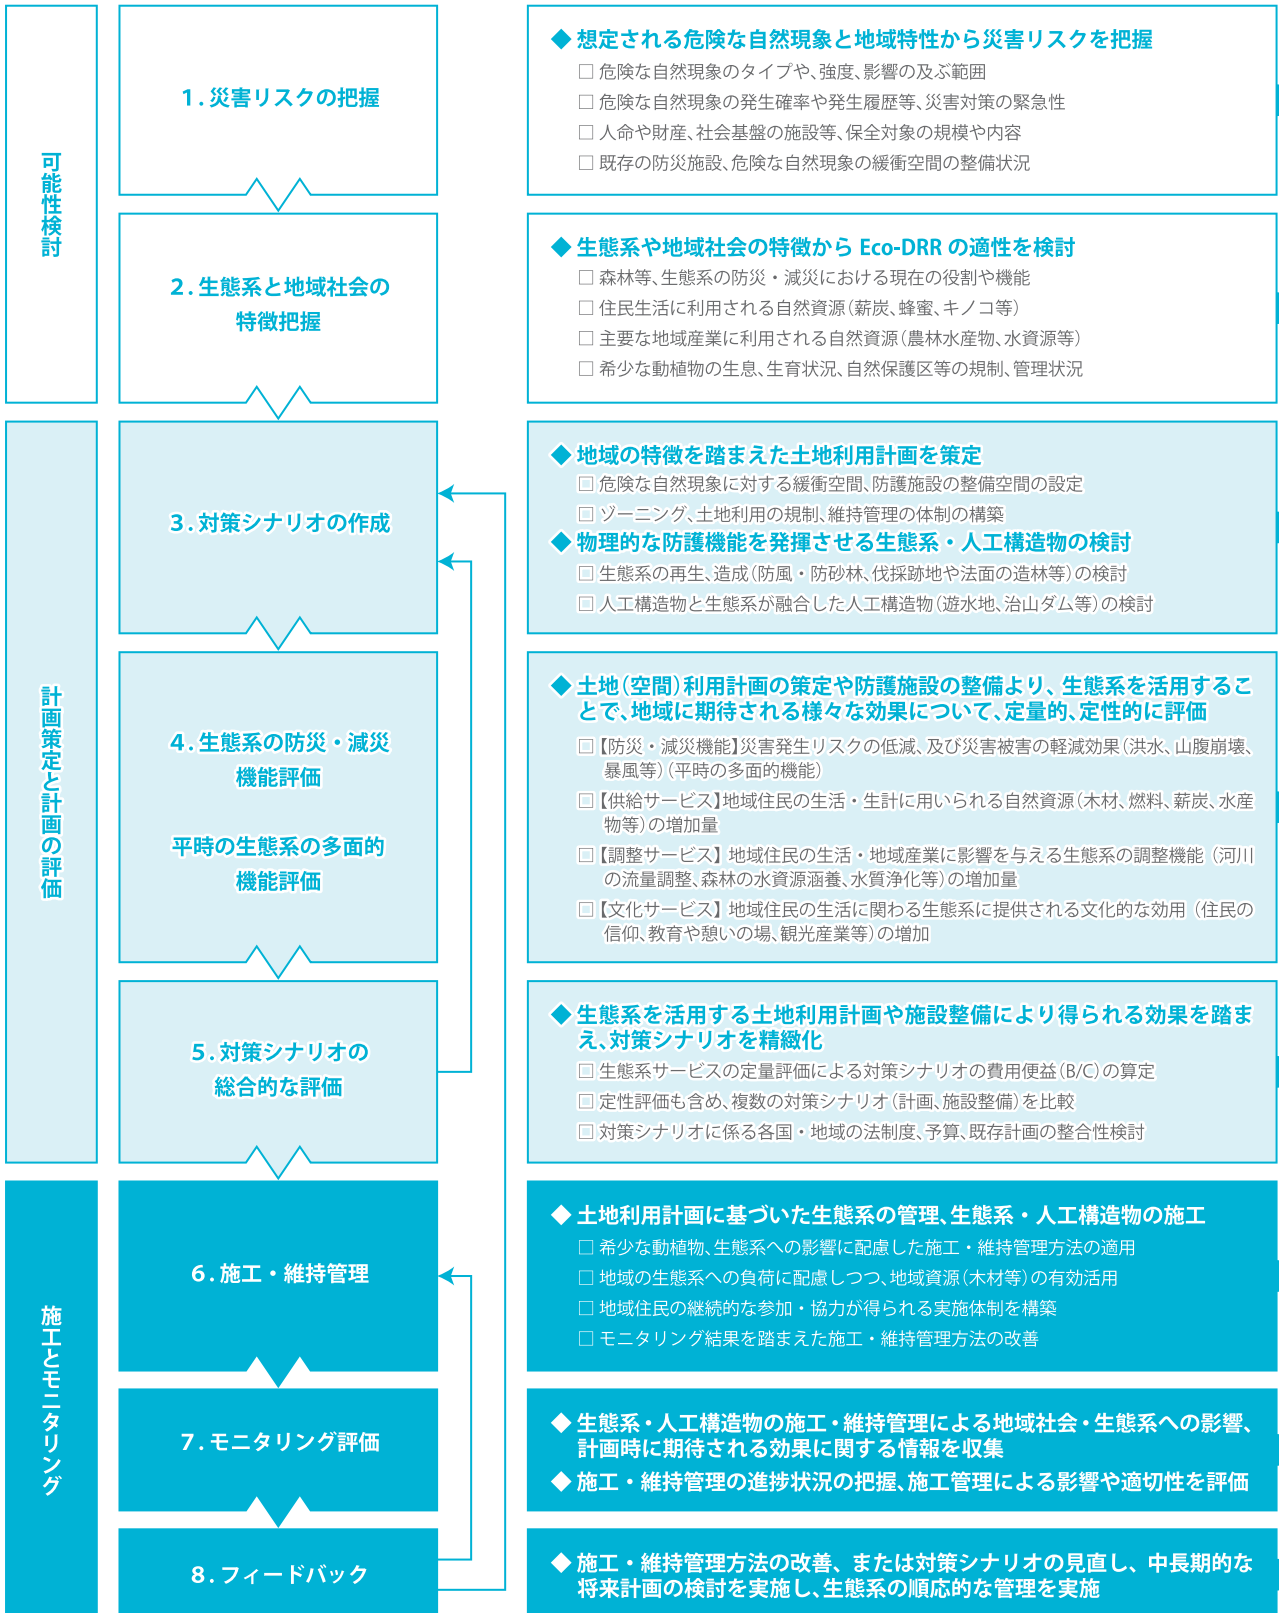 可能性検討
1.災害リスクの把握
◆ 想定される危険な自然現象と地域特性から災害リスクを把握
□ 危険な自然現象のタイプや、強度、影響の及ぶ範囲
□ 危険な自然現象の発生確率や発生履歴等、災害対策の緊急性
□ 人命や財産、社会基盤の施設等、保全対象の規模や内容
□ 既存の防災施設、危険な自然現象の緩衝空間の整備状況
2.生態系と地域社会の
特徴把握
◆ 生態系や地域社会の特徴から Eco-DRR の適性を検討
□ 森林等、生態系の防災・減災における現在の役割や機能
□ 住民生活に利用される自然資源（薪炭、蜂蜜、キノコ等）
□ 主要な地域産業に利用される自然資源（農林水産物、水資源等）
□ 希少な動植物の生息、生育状況、自然保護区等の規制、管理状況
計画策定と計画の評価
3.対策シナリオの作成
◆ 地域の特徴を踏まえた土地利用計画を策定
□ 危険な自然現象に対する緩衝空間、防護施設の整備空間の設定
□ ゾーニング、土地利用の規制、維持管理の体制の構築
◆ 物理的な防護機能を発揮させる生態系・人工構造物の検討
□ 生態系の再生、造成（防風・防砂林、伐採跡地や法面の造林等）の検討
□ 人工構造物と生態系が融合した人工構造物（遊水地、治山ダム等）の検討
4.生態系の防災・減災
機能評価
平時の生態系の多面的
機能評価
◆ 土地（空間）利用計画の策定や防護施設の整備より、生態系を活用するこ
とで、地域に期待される様々な効果について、定量的、定性的に評価
□【防災・減災機能】災害発生リスクの低減、及び災害被害の軽減効果（洪水、山腹崩壊、
暴風等）（平時の多面的機能）
□【供給サービス】地域住民の生活・生計に用いられる自然資源（木材、燃料、薪炭、水産
物等）の増加量
□【調整サービス】地域住民の生活・地域産業に影響を与える生態系の調整機能（河川
の流量調整、森林の水資源涵養、水質浄化等）の増加量
□【文化サービス】地域住民の生活に関わる生態系に提供される文化的な効用（住民の
信仰、教育や憩いの場、観光産業等）の増加
5.対策シナリオの
総合的な評価
◆ 生態系を活用する土地利用計画や施設整備により得られる効果を踏ま
え、対策シナリオを精緻化
□ 生態系サービスの定量評価による対策シナリオの費用便益（B/C）の算定
□ 定性評価も含め、複数の対策シナリオ（計画、施設整備）を比較
□ 対策シナリオに係る各国・地域の法制度、予算、既存計画の整合性検討
施工とモニタリング
6.施工・維持管理
◆ 土地利用計画に基づいた生態系の管理、生態系・人工構造物の施工
□ 希少な動植物、生態系への影響に配慮した施工・維持管理方法の適用
□ 地域の生態系への負荷に配慮しつつ、地域資源（木材等）の有効活用
□ 地域住民の継続的な参加・協力が得られる実施体制を構築
□ モニタリング結果を踏まえた施工・維持管理方法の改善
7.モニタリング評価
◆ 生態系・人工構造物の施工・維持管理による地域社会・生態系への影響、
計画時に期待される効果に関する情報を収集
◆ 施工・維持管理の進捗状況の把握、施工管理による影響や適切性を評価
8.フィードバック
◆ 施工・維持管理方法の改善、または対策シナリオの見直し、中長期的な
将来計画の検討を実施し、生態系の順応的な管理を実施